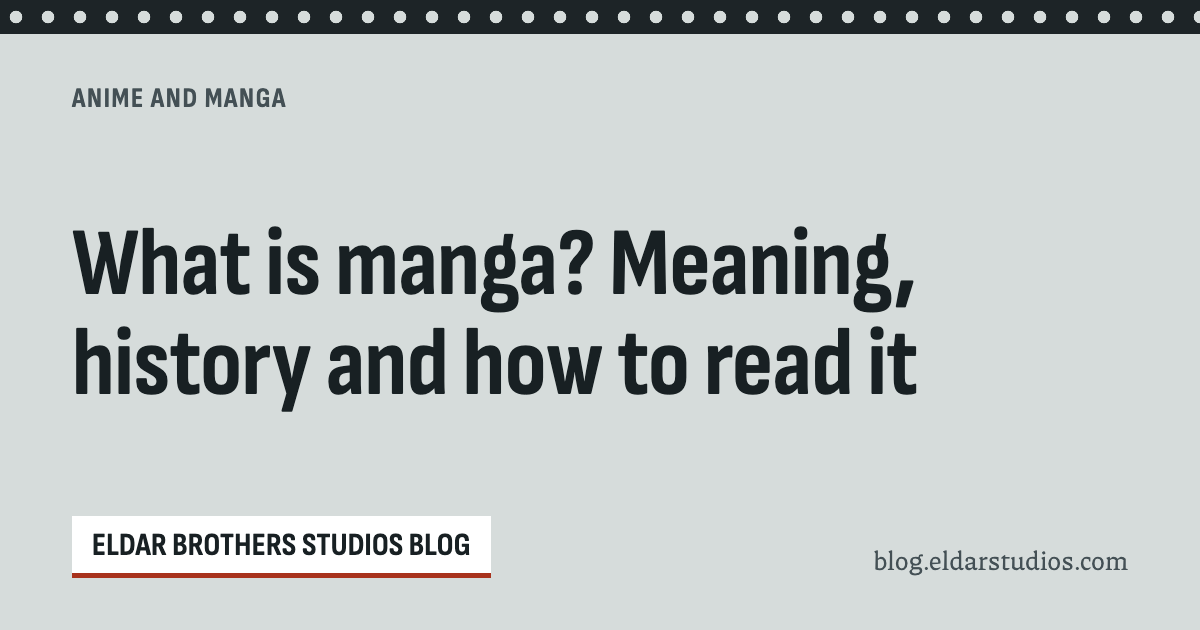 ANIME AND MANGA
What is manga? Meaning,
history and how to read it
ELDAR BROTHERS STUDIOS BLOG
blog.eldarstudios.com